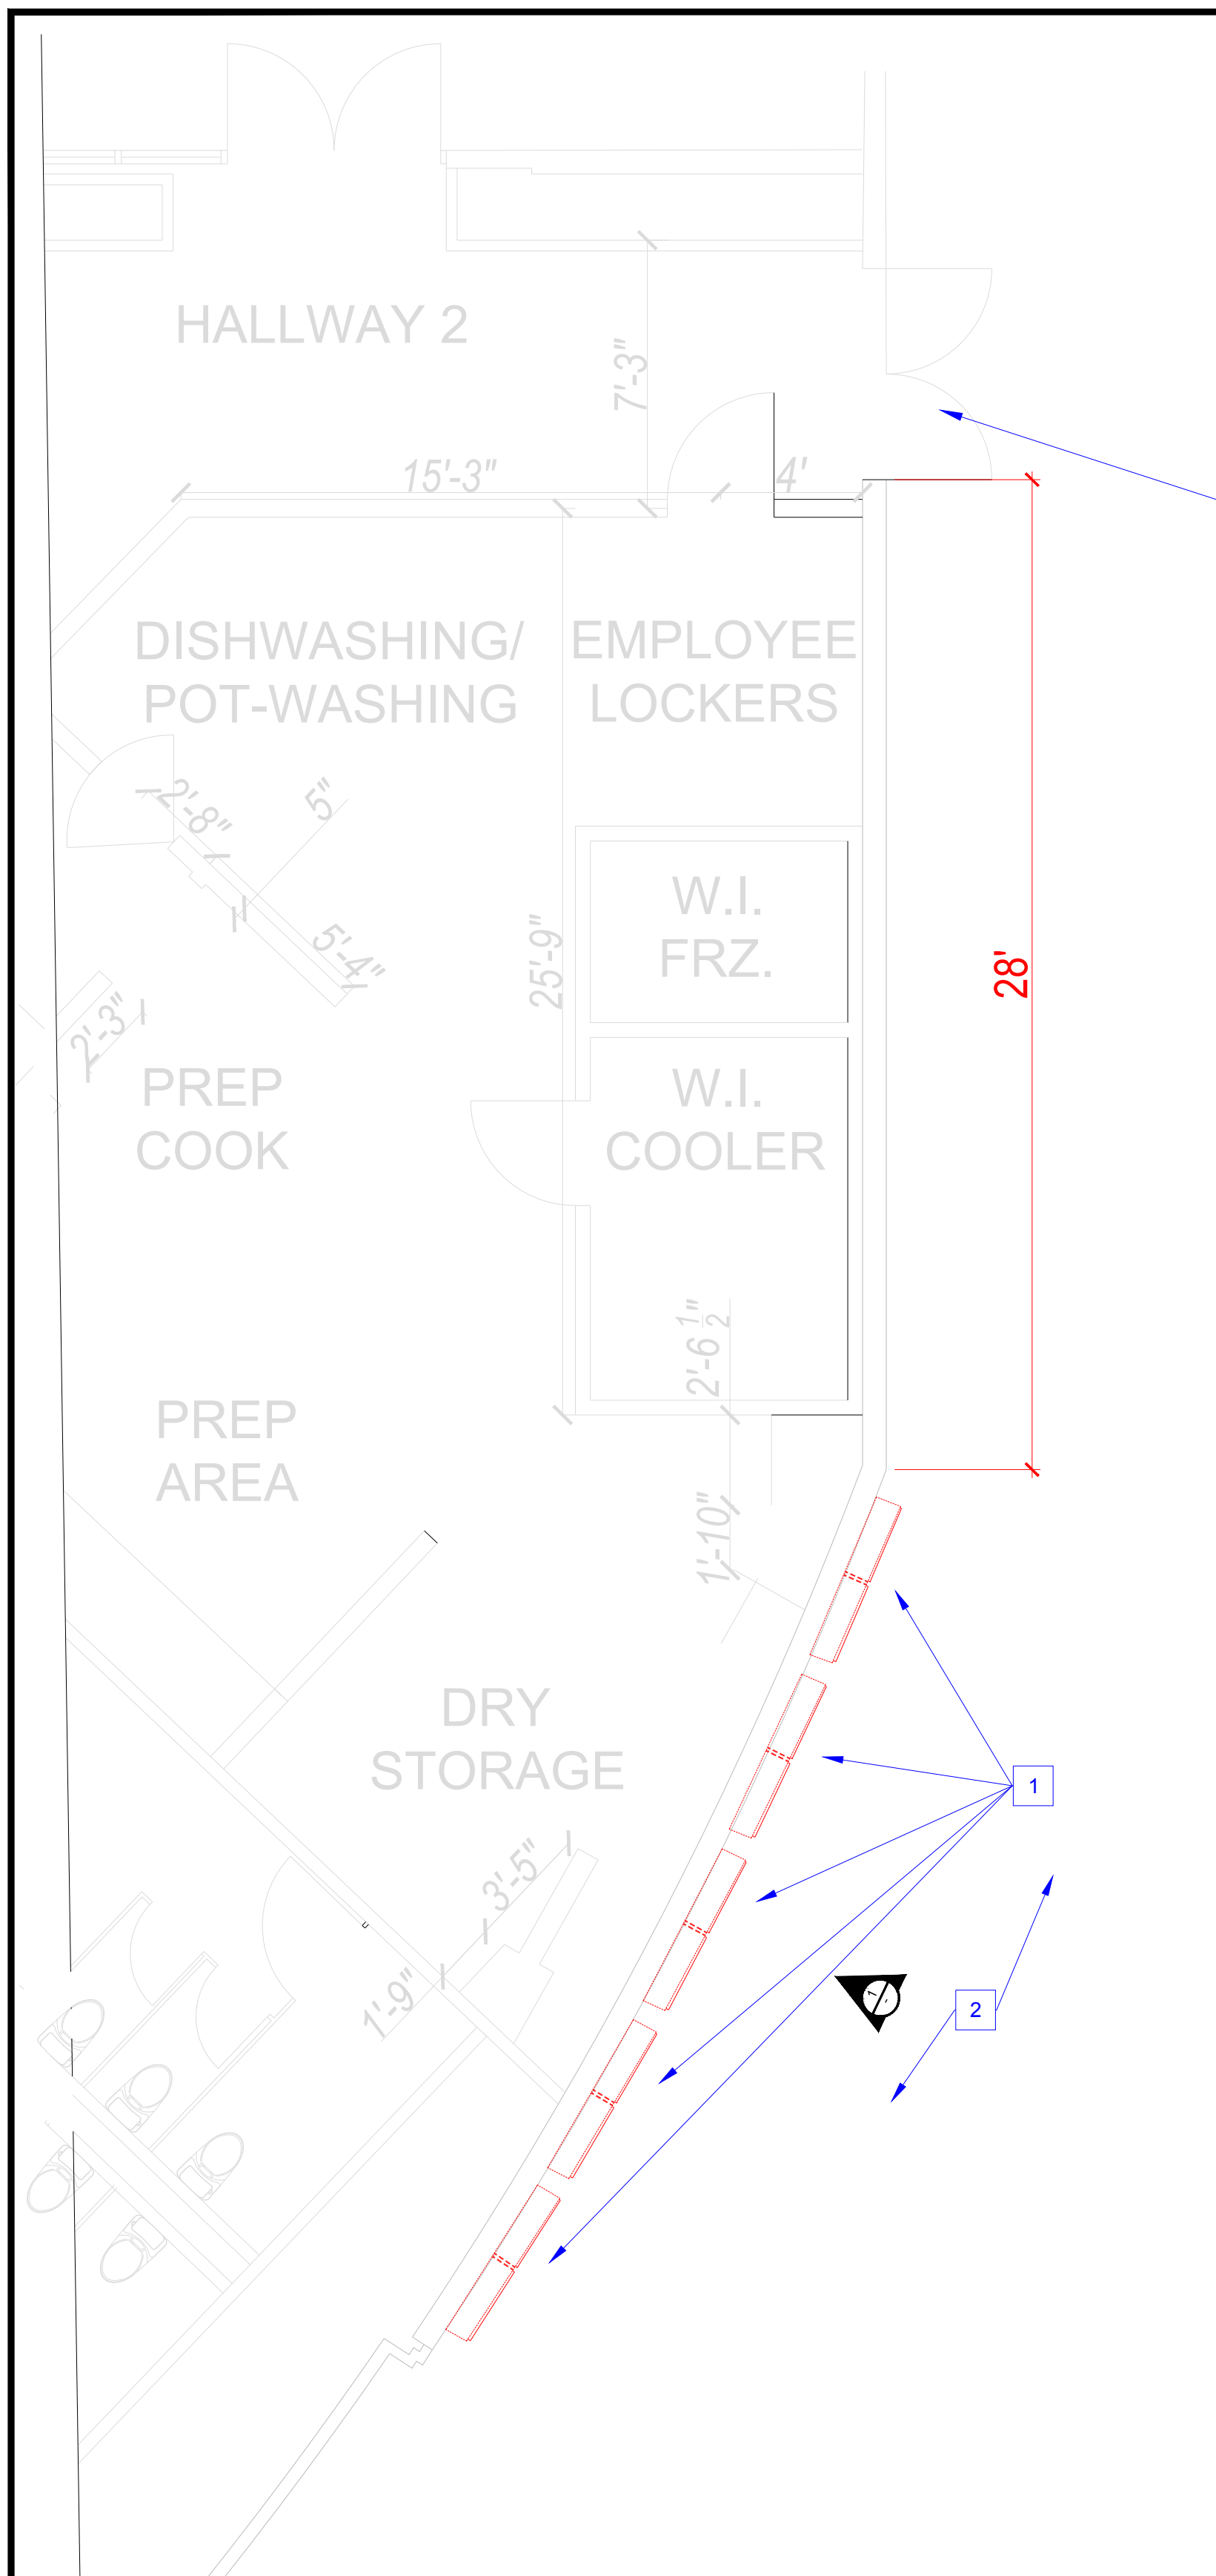 HALLWAY 2
7'-3"
15'-3"
4'
DISHWASHING/
POT-WASHING
EMPLOYEE
LOCKERS
2'-8"
5"
5'-4"
W.I.
FRZ.
25'-9"
28'
2'-3"
PREP
COOK
W.I.
COOLER
2'-6 1/2"
PREP
AREA
1'-10"
DRY
STORAGE
1
3'-5"
1'-9"
1
-
2